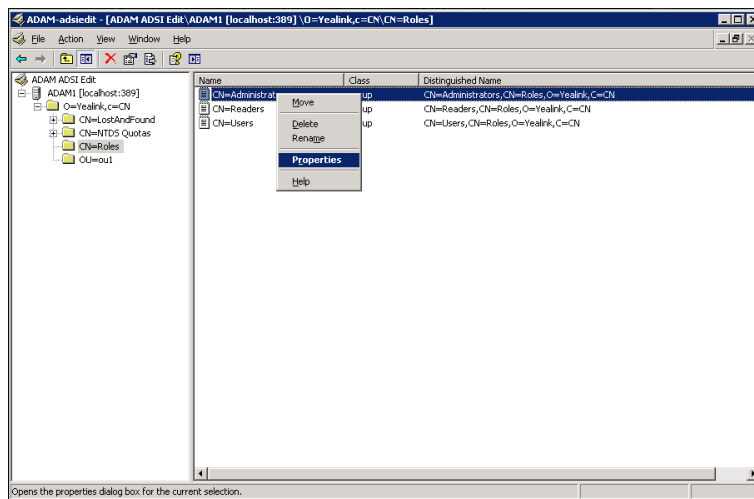 ADAM-adsiedit - [ADAM ADSI Edit\ADAM1 [localhost:389] \O=Yealink,c=CN\CN=Roles]
File Action View Window Help
ADAM ADSI Edit
ADAM1 [localhost:389]
O=Yealink,c=CN
CN=LostAndFound
CN=NTDS Quotas
CN=Roles
OU=ou1
Name Class Distinguished Name
CN=Administrat up CN=Administrators,CN=Roles,O=Yealink,C=CN
CN=Readers up CN=Readers,CN=Roles,O=Yealink,C=CN
CN=Users up CN=Users,CN=Roles,O=Yealink,C=CN
Move
Delete
Rename
Properties
Help
Opens the properties dialog box for the current selection.